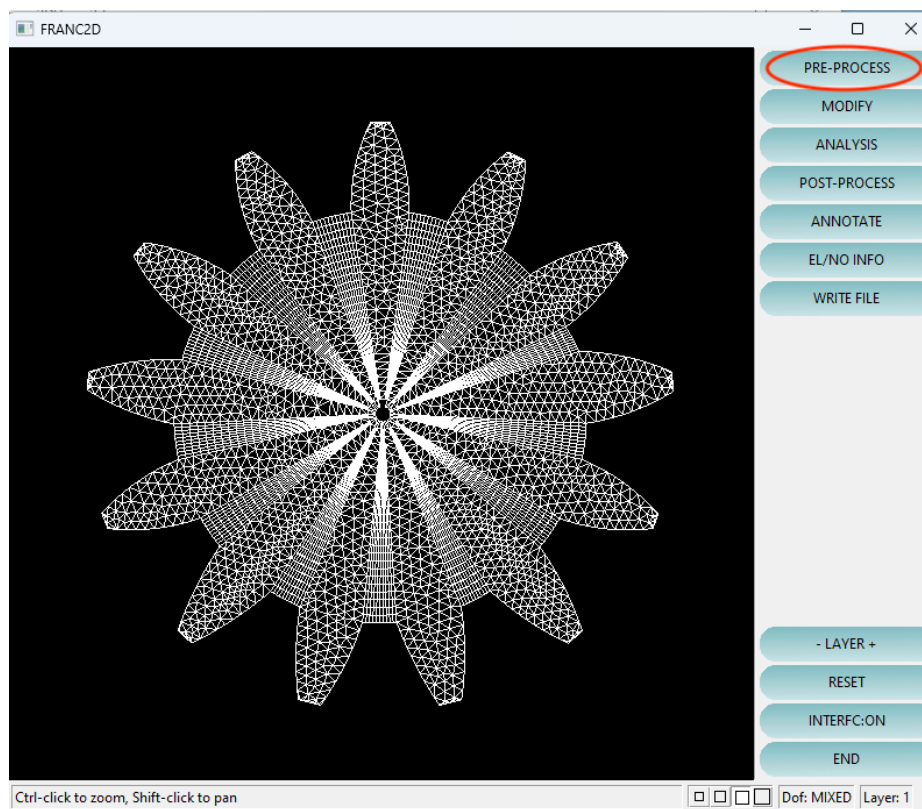 FRANC2D
PRE-PROCESS
MODIFY
ANALYSIS
POST-PROCESS
ANNOTATE
EL/NO INFO
WRITE FILE
- LAYER +
RESET
INTERFC:ON
END
Ctrl-click to zoom, Shift-click to pan
Dof: MIXED
Layer: 1